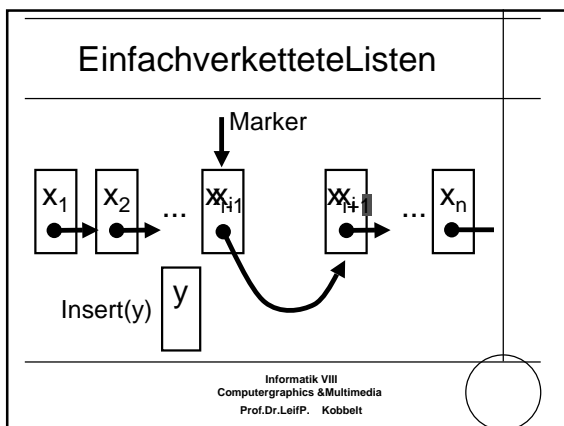 EinfachverketteteListen
Marker
x1 x2 ... ... xn
Insert(y) y
Informatik VIII
Computergraphics &Multimedia
Prof.Dr.LeifP. Kobbelt